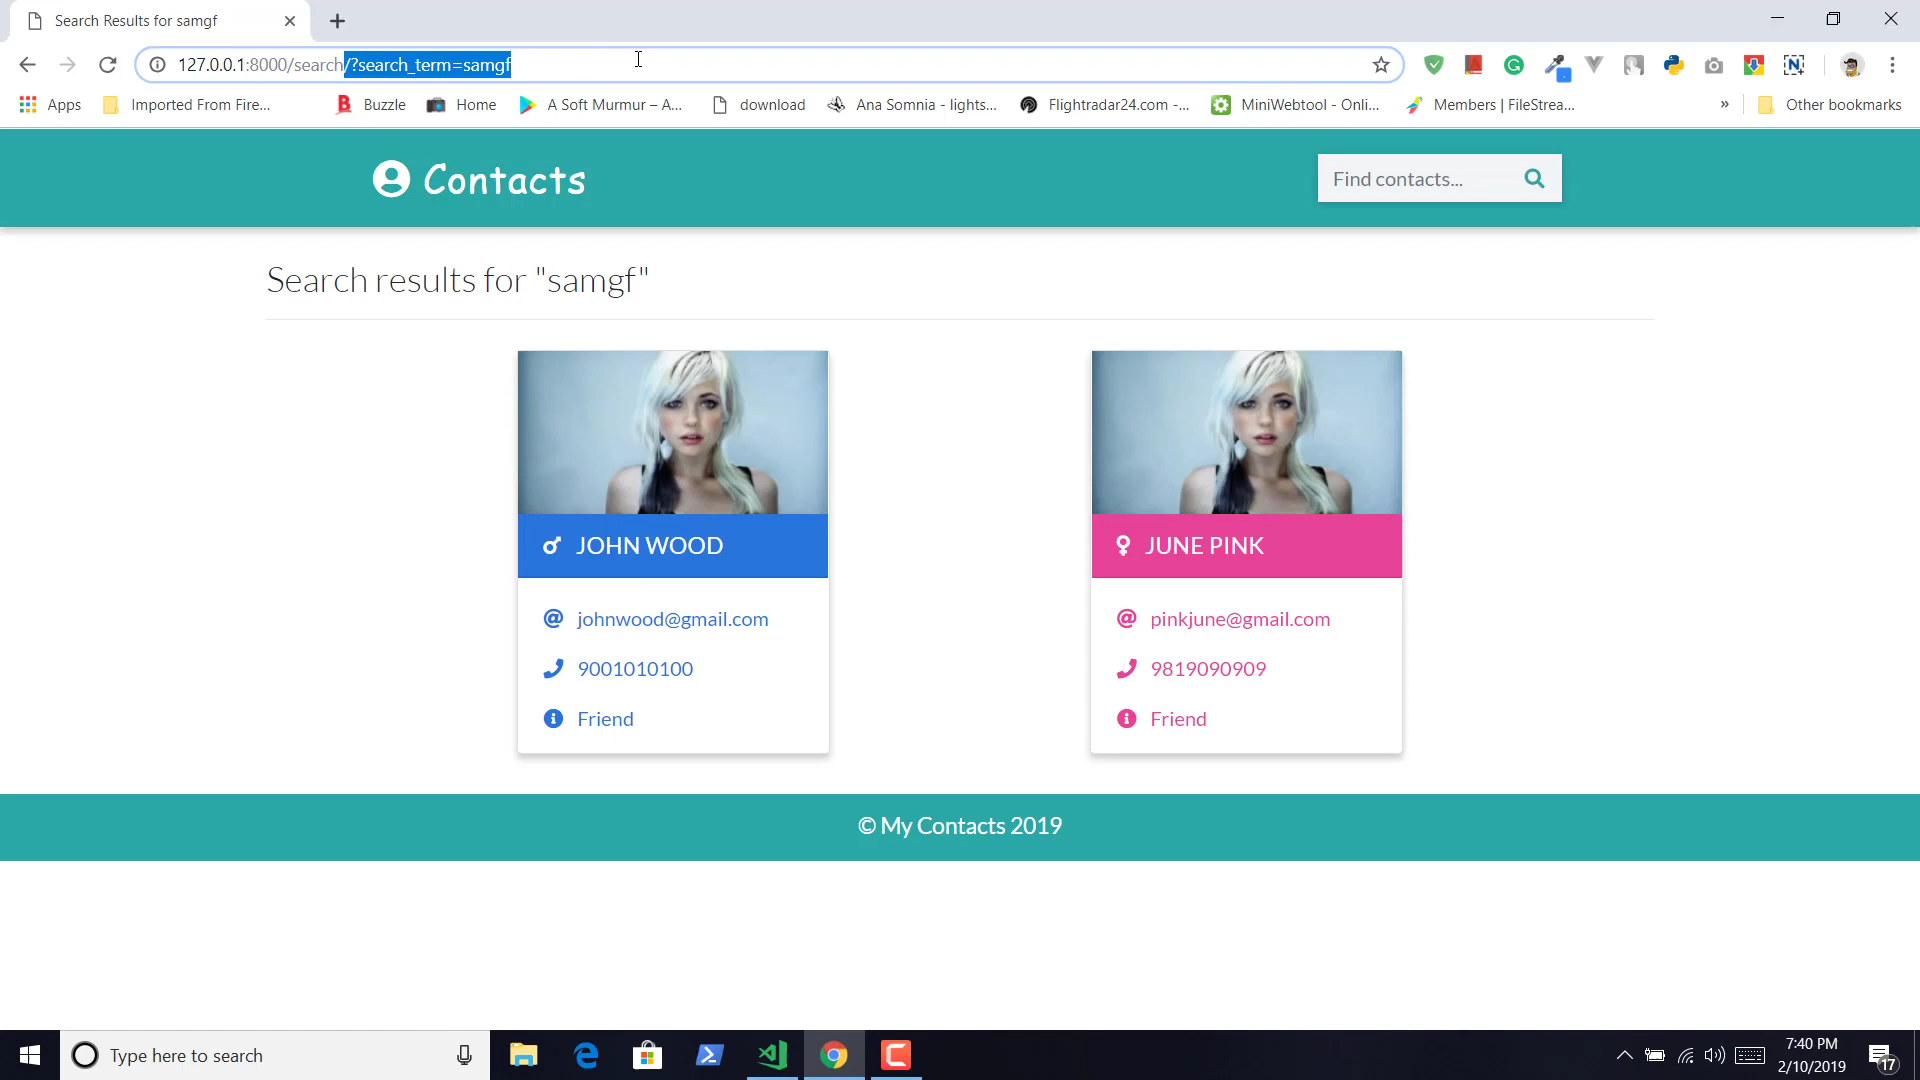 Search Results for samgf
127.0.0.1:8000/search/?search_term=samgf
Apps Imported From Fire... Buzzle Home A Soft Murmur – A... download Ana Somnia - lights... Flightradar24.com -... MiniWebtool - Onli... Members | FileStrea... » Other bookmarks
Contacts
Find contacts...
Search results for "samgf"
JOHN WOOD
johnwood@gmail.com
9001010100
Friend
JUNE PINK
pinkjune@gmail.com
9819090909
Friend
© My Contacts 2019
Type here to search
7:40 PM
2/10/2019
17